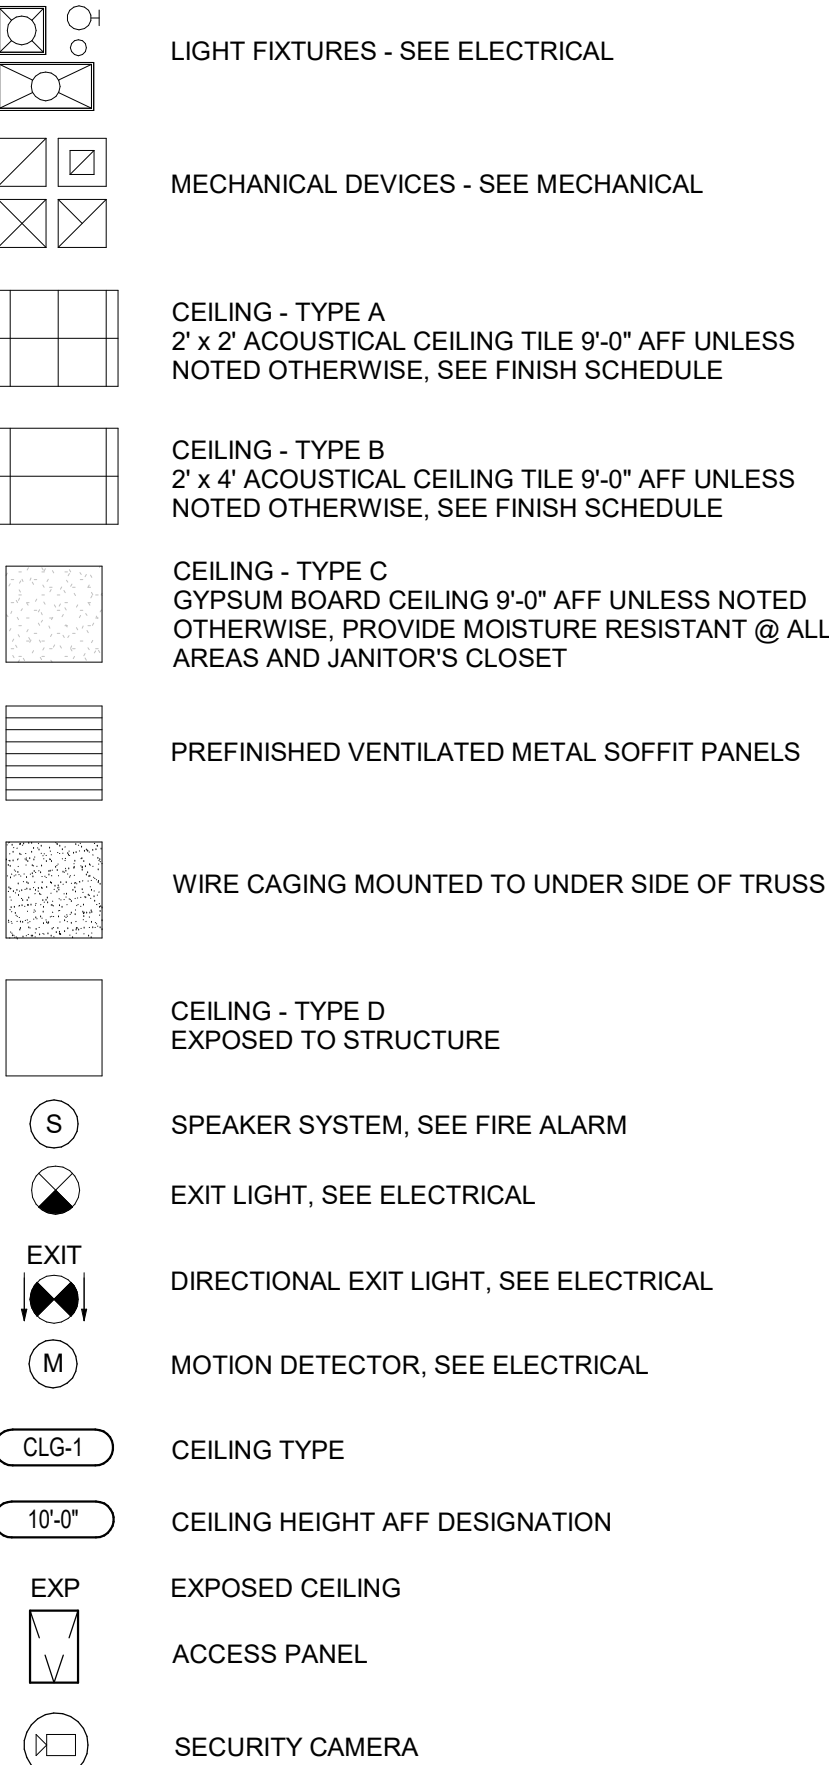 LIGHT FIXTURES - SEE ELECTRICAL
MECHANICAL DEVICES - SEE MECHANICAL
CEILING - TYPE A
2' x 2' ACOUSTICAL CEILING TILE 9'-0" AFF UNLESS
NOTED OTHERWISE, SEE FINISH SCHEDULE
CEILING - TYPE B
2' x 4' ACOUSTICAL CEILING TILE 9'-0" AFF UNLESS
NOTED OTHERWISE, SEE FINISH SCHEDULE
CEILING - TYPE C
GYPSUM BOARD CEILING 9'-0" AFF UNLESS NOTED
OTHERWISE, PROVIDE MOISTURE RESISTANT @ ALL
AREAS AND JANITOR'S CLOSET
PREFINISHED VENTILATED METAL SOFFIT PANELS
WIRE CAGING MOUNTED TO UNDER SIDE OF TRUSS
CEILING - TYPE D
EXPOSED TO STRUCTURE
S SPEAKER SYSTEM, SEE FIRE ALARM
EXIT LIGHT, SEE ELECTRICAL
EXIT
DIRECTIONAL EXIT LIGHT, SEE ELECTRICAL
M MOTION DETECTOR, SEE ELECTRICAL
CLG-1 CEILING TYPE
10'-0" CEILING HEIGHT AFF DESIGNATION
EXP EXPOSED CEILING
ACCESS PANEL
SECURITY CAMERA